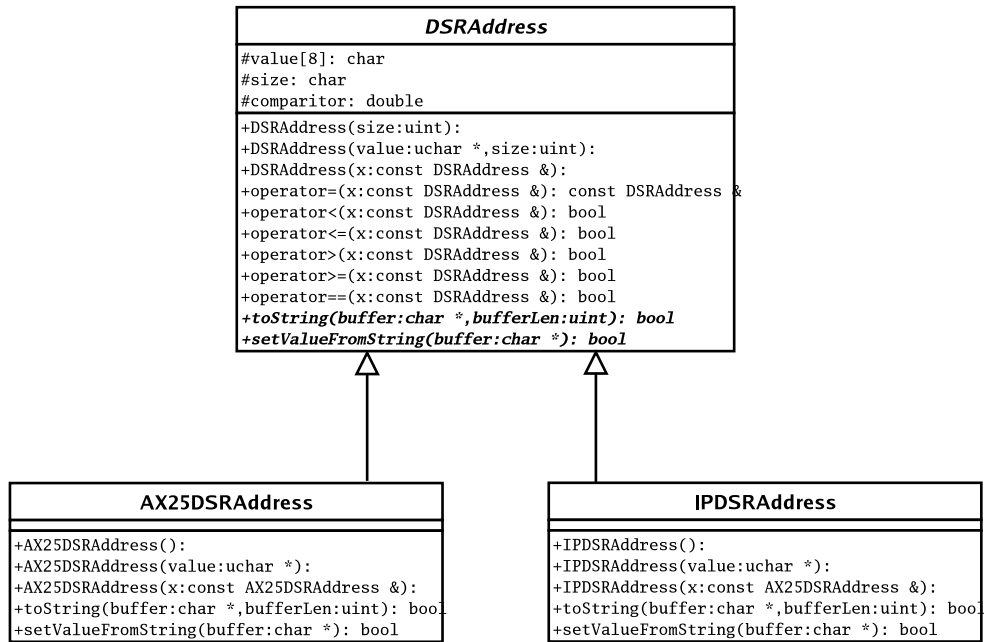 DSRAddress
#value[8]: char
#size: char
#comparitor: double
+DSRAddress(size:uint):
+DSRAddress(value:uchar *,size:uint):
+DSRAddress(x:const DSRAddress &):
+operator=(x:const DSRAddress &): const DSRAddress &
+operator<(x:const DSRAddress &): bool
+operator<=(x:const DSRAddress &): bool
+operator>(x:const DSRAddress &): bool
+operator>=(x:const DSRAddress &): bool
+operator==(x:const DSRAddress &): bool
+toString(buffer:char *,bufferLen:uint): bool
+setValueFromString(buffer:char *): bool
AX25DSRAddress
+AX25DSRAddress():
+AX25DSRAddress(value:uchar *):
+AX25DSRAddress(x:const AX25DSRAddress &):
+toString(buffer:char *,bufferLen:uint): bool
+setValueFromString(buffer:char *): bool
IPDSRAddress
+IPDSRAddress():
+IPDSRAddress(value:uchar *):
+IPDSRAddress(x:const AX25DSRAddress &):
+toString(buffer:char *,bufferLen:uint): bool
+setValueFromString(buffer:char *): bool